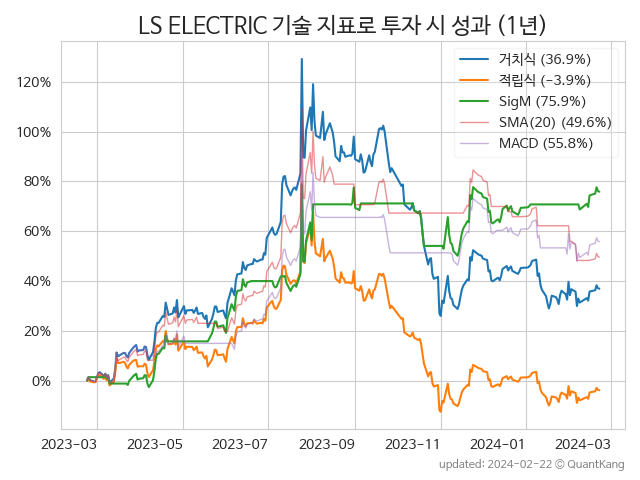 LS ELECTRIC 기술 지표로 투자 시 성과 (1년)
거치식 (36.9%)
적립식 (-3.9%)
SigM (75.9%)
SMA(20) (49.6%)
MACD (55.8%)
120%
100%
80%
60%
40%
20%
0%
2023-03 2023-05 2023-07 2023-09 2023-11 2024-01 2024-03
updated: 2024-02-22 © QuantKang